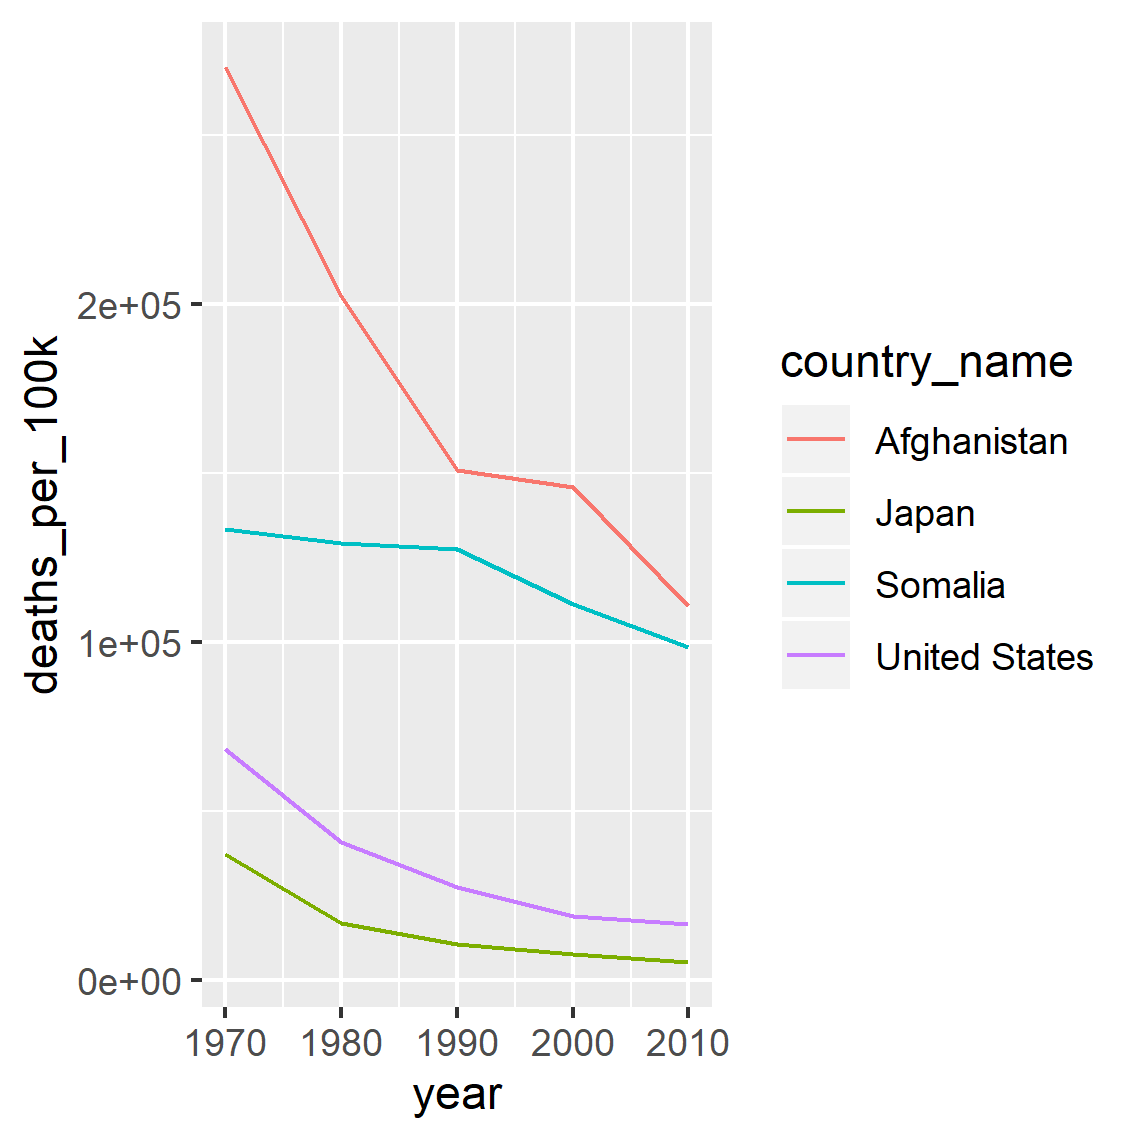 deaths_per_100k
2e+05
1e+05
0e+00
1970 1980 1990 2000 2010
year
country_name
Afghanistan
Japan
Somalia
United States